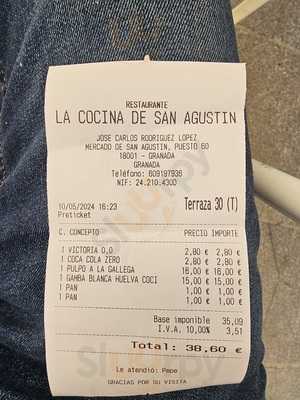 RESTAURANTE
LA COCINA DE SAN AGUSTIN
JOSE CARLOS RODRIGUEZ LOPEZ
MERCADO DE SAN AGUSTIN, PUESTO 60
18001 - GRANADA
GRANADA
Teléfono: 609197936
NIF: 24.210.430Q
10/05/2024 16:23
Terraza 30 (T)
Preticket
C. CONCEPTO PRECIO IMPORTE
1 VICTORIA 0,0 2,80 € 2,80 €
1 COCA COLA ZERO 2,80 € 2,80 €
1 PULPO A LA GALLEGA 16,00 € 16,00 €
1 GAMBA BLANCA HUELVA COCI 15,00 € 15,00 €
1 PAN 1,00 € 1,00 €
1 PAN 1,00 € 1,00 €
Base imponible 35,09
I.V.A. 10,00% 3,51
Total: 38,60 €
Le atendió: Pepe
GRACIAS POR SU VISITA